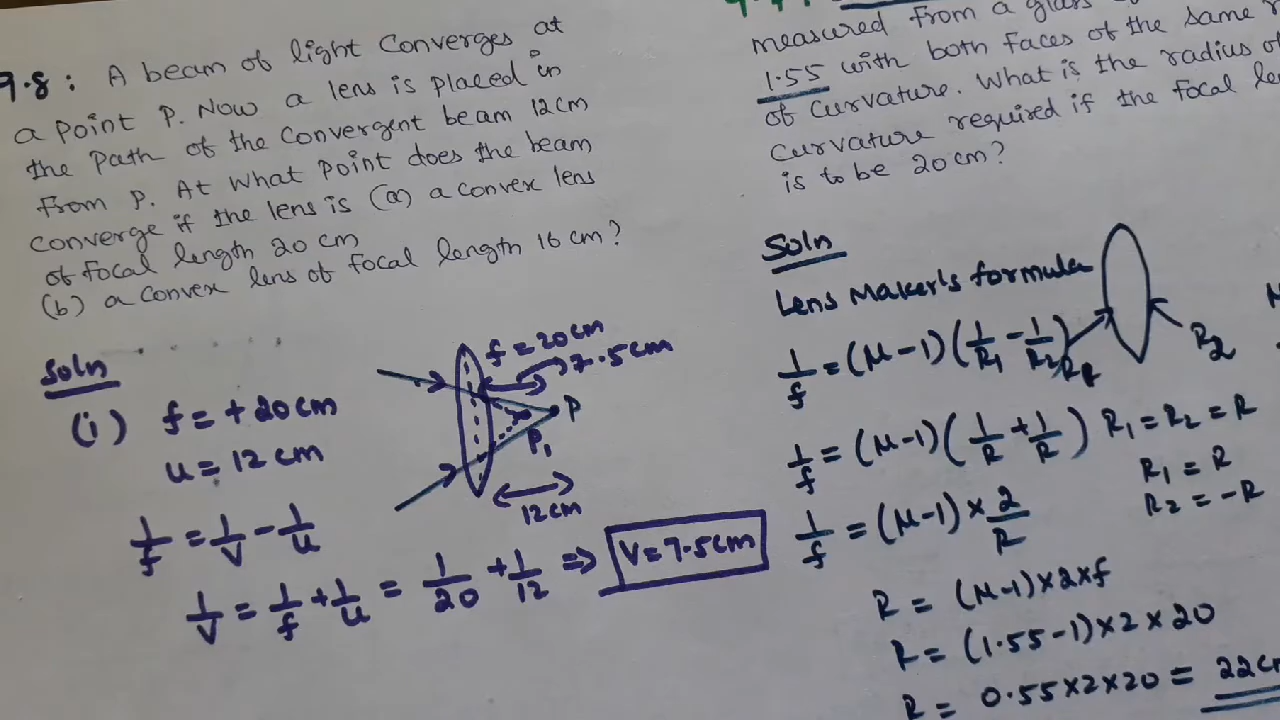 9.8: A beam of light converges at
a point P. Now a lens is placed in
the path of the convergent beam 12cm
from P. At what point does the beam
converge if the lens is (a) a convex lens
of focal length 20 cm
(b) a convex lens of focal length 16 cm?
Soln
(i) f = +20cm
u = 12 cm
1/f = 1/v - 1/u
1/v = 1/f + 1/u = 1/20 + 1/12 ⇒ v = 7.5cm
f = 20cm
7.5cm
P
P1
12cm
measured from a glass
1.55 with both faces of the same
of curvature. What is the radius of
curvature required if the focal
is to be 20cm?
Soln
Lens Maker's formula
1/f = (μ-1)(1/R1 - 1/R2)
R2
1/f = (μ-1)(1/R + 1/R) R1 = R2 = R
R1 = R
R2 = -R
1/f = (μ-1) × 2/R
R = (μ-1)×2×f
R = (1.55-1)×2×20
R = 0.55×2×20 = 22cm